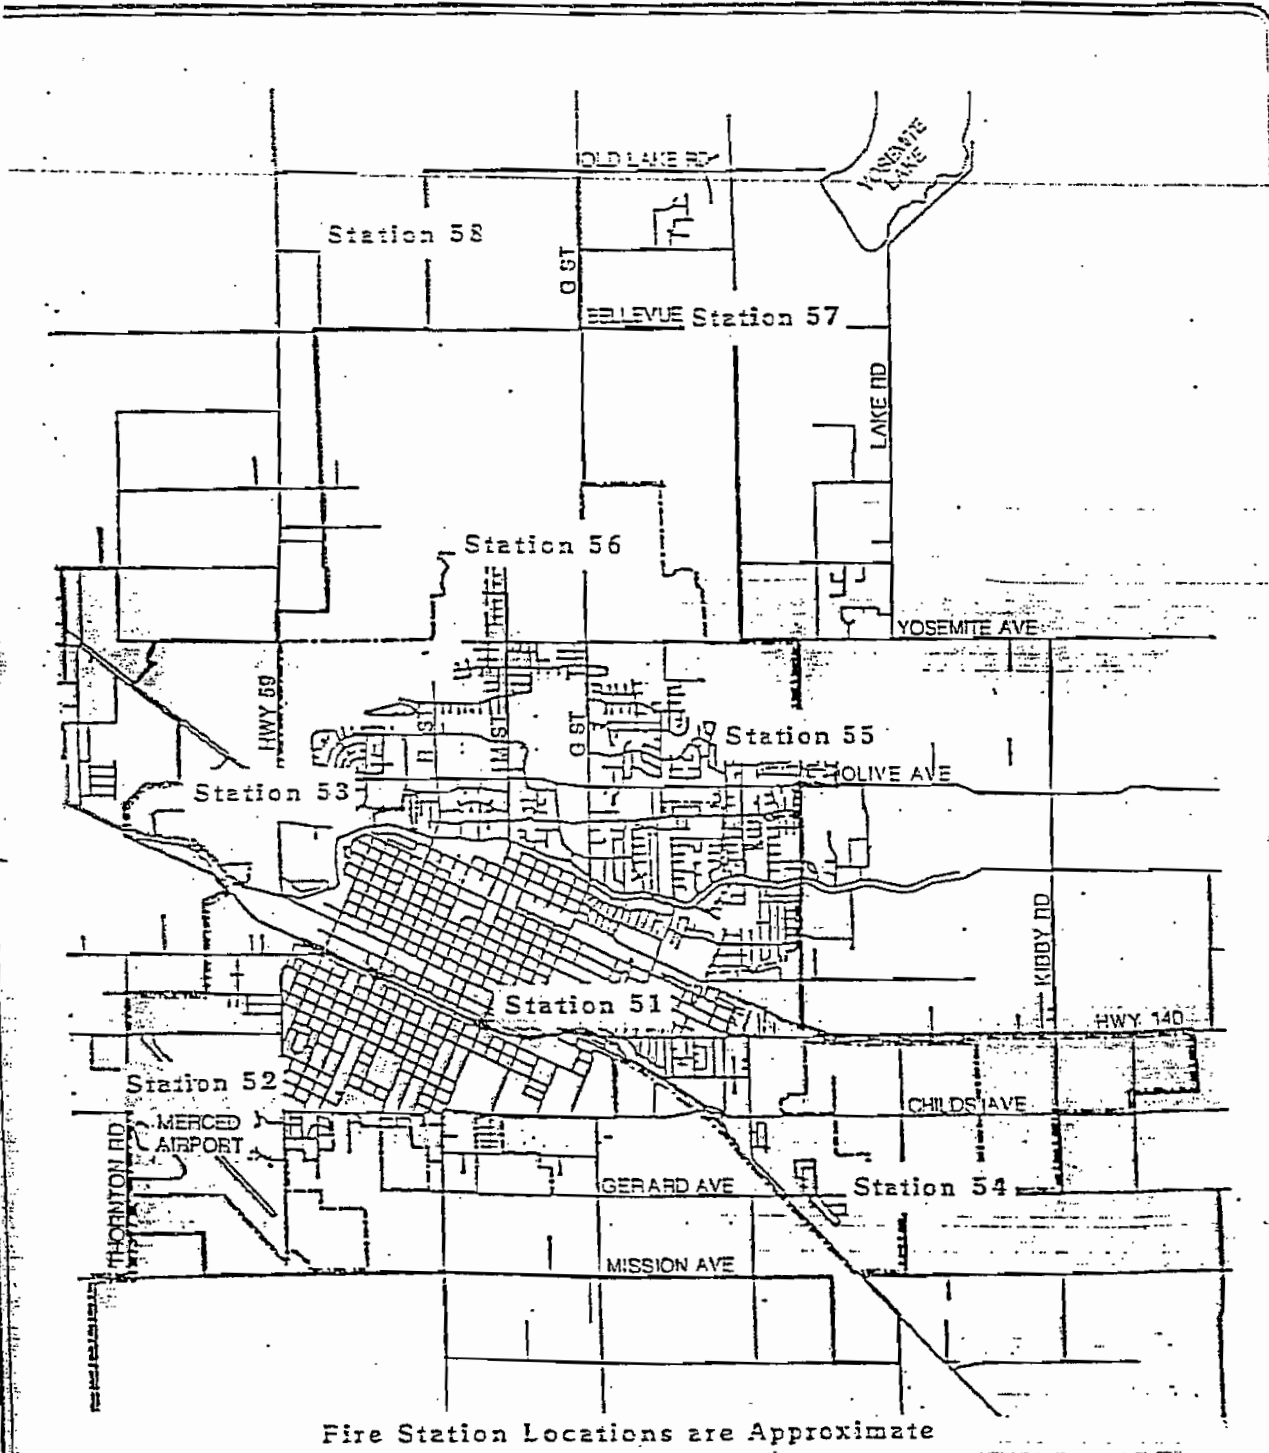 OLD LAKE RD
YOSEMITE
LAKE
Station 58
G ST
BELLEVUE
Station 57
LAKE RD
Station 56
YOSEMITE AVE
HWY 59
R ST
M ST
G ST
Station 55
OLIVE AVE
Station 53
KIBBY RD
Station 51
HWY 140
Station 52
CHILDS AVE
MERCED
AIRPORT
THORNTON RD
GERARD AVE
Station 54
MISSION AVE
Fire Station Locations are Approximate